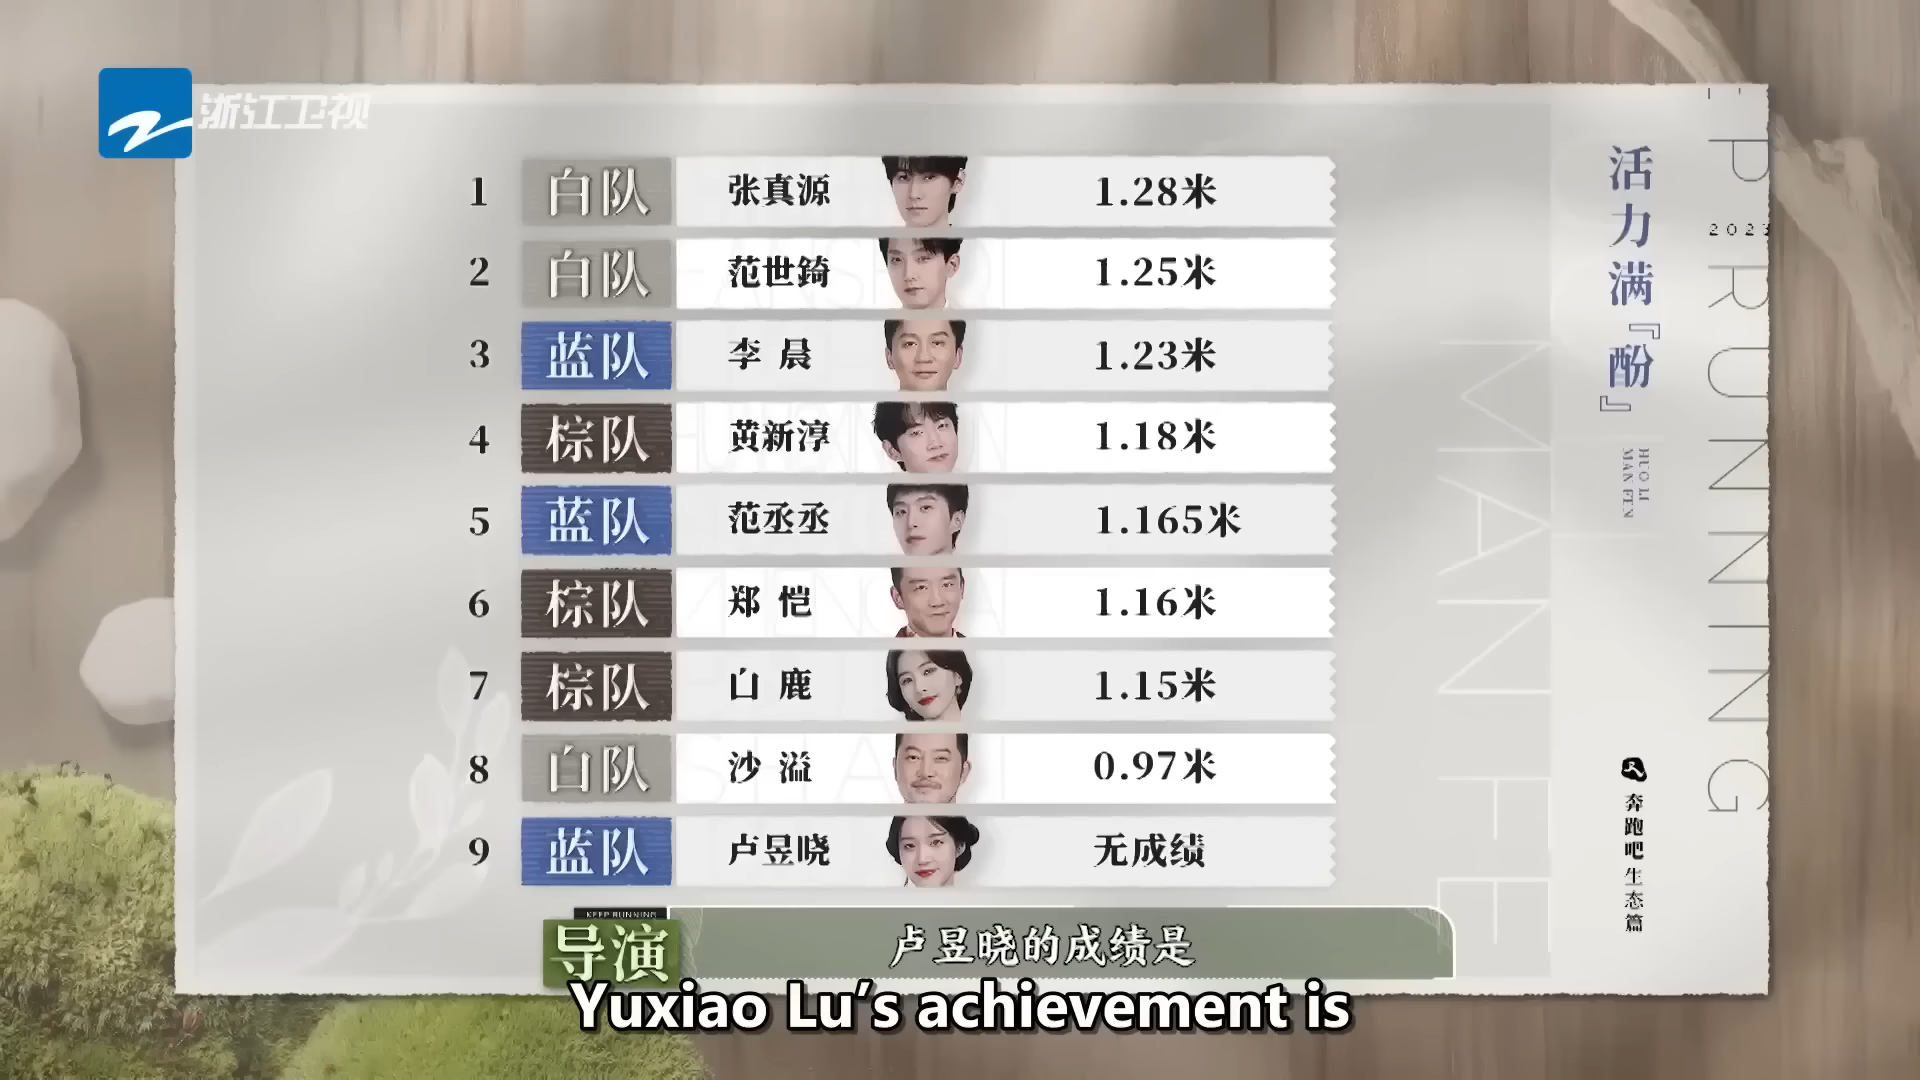 浙江卫视
1 白队 张真源 1.28米
2 白队 范世錡 1.25米
3 蓝队 李晨 1.23米
4 棕队 黄新淳 1.18米
5 蓝队 范丞丞 1.165米
6 棕队 郑恺 1.16米
7 棕队 白鹿 1.15米
8 白队 沙溢 0.97米
9 蓝队 卢昱晓 无成绩
KEEP RUNNING
导演 卢昱晓的成绩是
Yuxiao Lu's achievement is
活力满『酚』
HUO LI
MAN FEN
MAN FE
2023
P RUNNING
奔跑吧生态篇